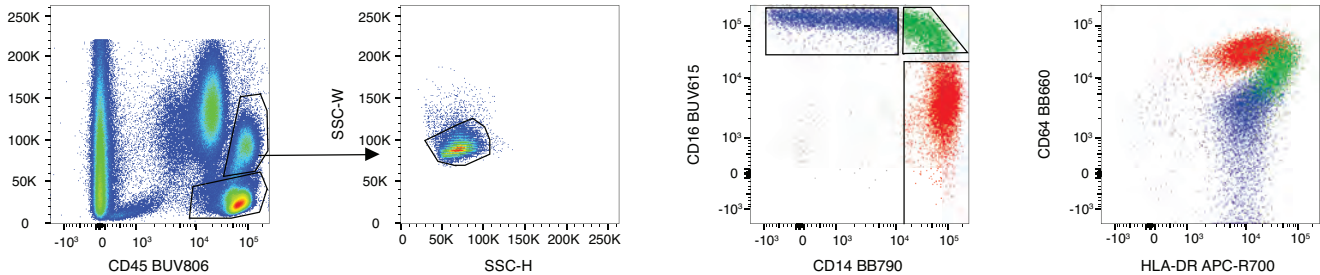 250K
200K
150K
100K
50K
0
-10³ 0 10³ 10⁴ 10⁵
CD45 BUV806
SSC-W
250K
200K
150K
100K
50K
0
0 50K 100K 150K 200K 250K
SSC-H
CD16 BUV615
10⁵
10⁴
10³
0
-10³
-10³ 0 10³ 10⁴ 10⁵
CD14 BB790
CD64 BB660
10⁵
10⁴
10³
0
-10³
-10³ 0 10³ 10⁴ 10⁵
HLA-DR APC-R700